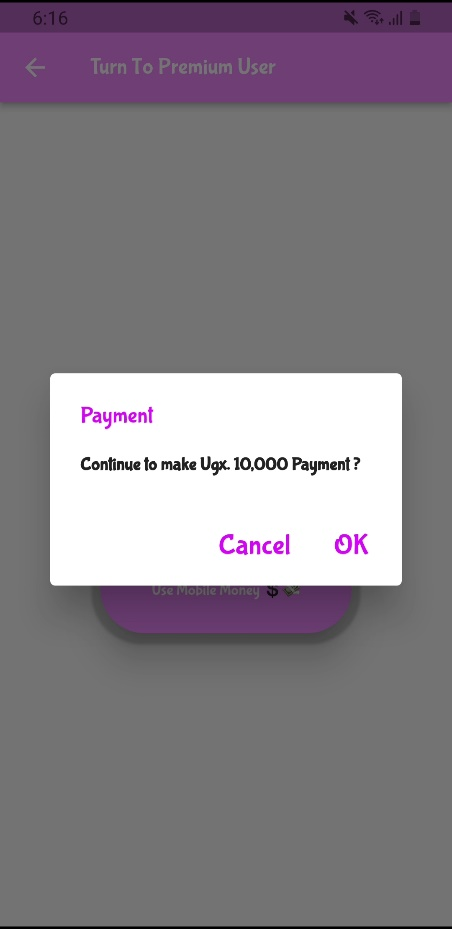 6:16
Turn To Premium User
Payment
Continue to make Ugx. 10,000 Payment ?
Cancel OK
Use Mobile Money 💲💸